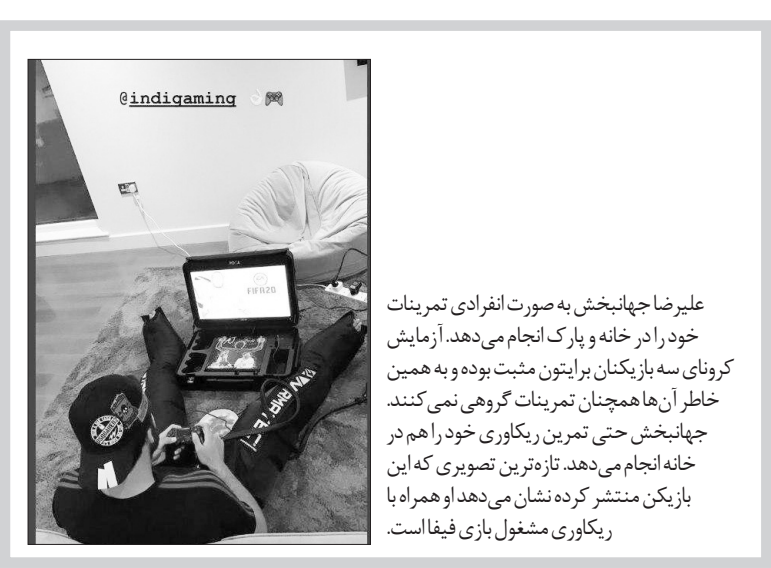 @indigaming
FIFA20
علیرضا جهانبخش به صورت انفرادی تمرینات
خود را در خانه و پارک انجام می‌دهد. آزمایش
کرونای سه بازیکنان برایتون مثبت بوده و به همین
خاطر آن‌ها همچنان تمرینات گروهی نمی‌کنند.
جهانبخش حتی تمرین ریکاوری خود را هم در
خانه انجام می‌دهد. تازه‌ترین تصویری که این
بازیکن منتشر کرده نشان می‌دهد او همراه با
ریکاوری مشغول بازی فیفا است.